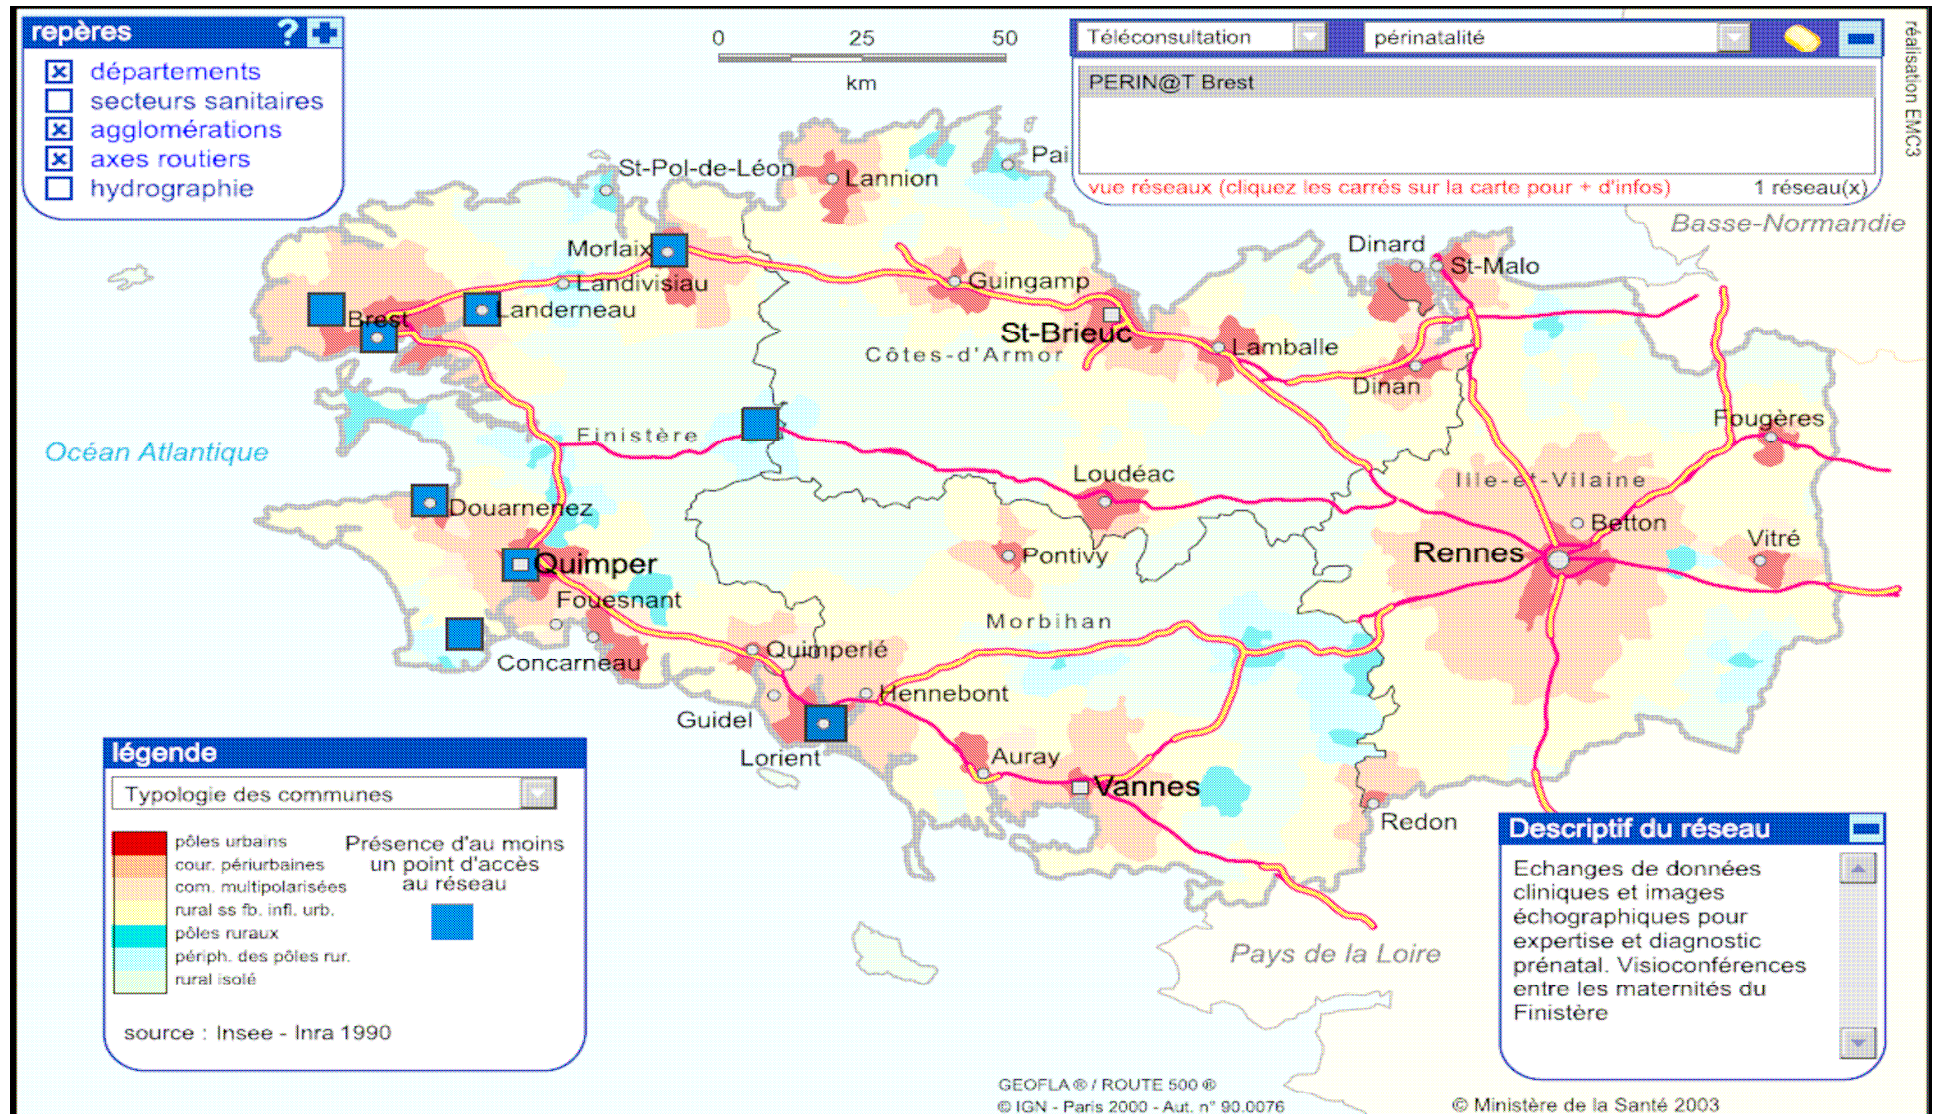 repères ?
départements
secteurs sanitaires
agglomérations
axes routiers
hydrographie
0 25 50
km
Téléconsultation
périnatalité
PERIN@T Brest
vue réseaux (cliquez les carrés sur la carte pour + d'infos) 1 réseau(x)
réalisation EMC3
Basse-Normandie
St-Pol-de-Léon
Lannion
Pai
Morlaix
Landivisiau
Landerneau
Brest
Guingamp
St-Brieuc
Côtes-d'Armor
Lamballe
Dinard
St-Malo
Dinan
Fougères
Océan Atlantique
Finistère
Loudéac
Ille-et-Vilaine
Betton
Rennes
Vitré
Douarnenez
Quimper
Pontivy
Fouesnant
Morbihan
Concarneau
Quimperlé
Hennebont
Guidel
Lorient
Auray
Vannes
Redon
Pays de la Loire
légende
Typologie des communes
pôles urbains
cour. périurbaines
com. multipolarisées
rural ss fb. infl. urb.
pôles ruraux
périph. des pôles rur.
rural isolé
Présence d'au moins
un point d'accès
au réseau
source : Insee - Inra 1990
Descriptif du réseau
Echanges de données
cliniques et images
échographiques pour
expertise et diagnostic
prénatal. Visioconférences
entre les maternités du
Finistère
GEOFLA ® / ROUTE 500 ®
© IGN - Paris 2000 - Aut. n° 90.0076
© Ministère de la Santé 2003